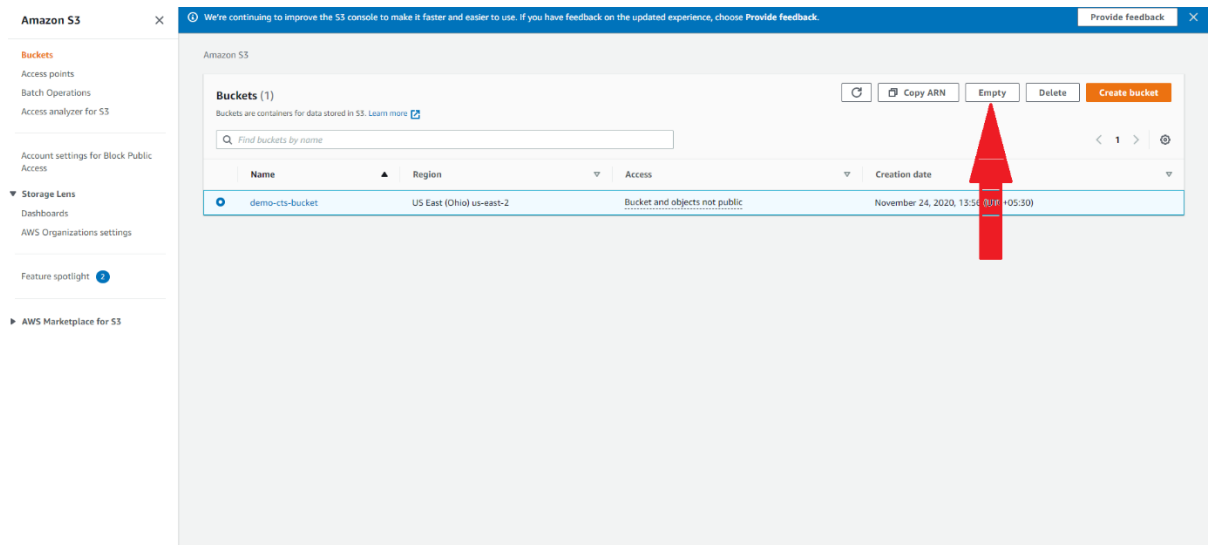 Amazon S3
We're continuing to improve the S3 console to make it faster and easier to use. If you have feedback on the updated experience, choose Provide feedback.
Provide feedback
Buckets
Access points
Batch Operations
Access analyzer for S3
Account settings for Block Public
Access
Storage Lens
Dashboards
AWS Organizations settings
Feature spotlight 2
AWS Marketplace for S3
Amazon S3
Buckets (1)
Copy ARN Empty Delete Create bucket
Buckets are containers for data stored in S3. Learn more
Find buckets by name
1
Name Region Access Creation date
demo-cts-bucket US East (Ohio) us-east-2 Bucket and objects not public November 24, 2020, 13:56 +05:30)